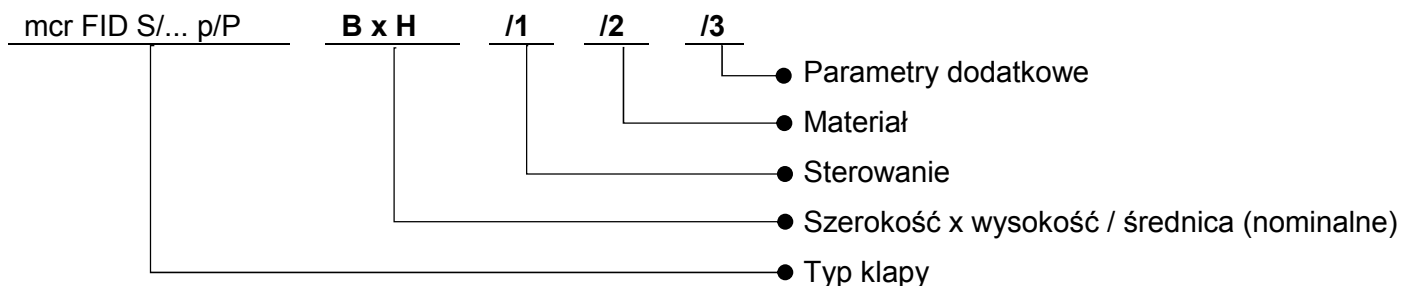 mcr FID S/... p/P B x H /1 /2 /3
Parametry dodatkowe
Materiał
Sterowanie
Szerokość x wysokość / średnica (nominalne)
Typ klapy